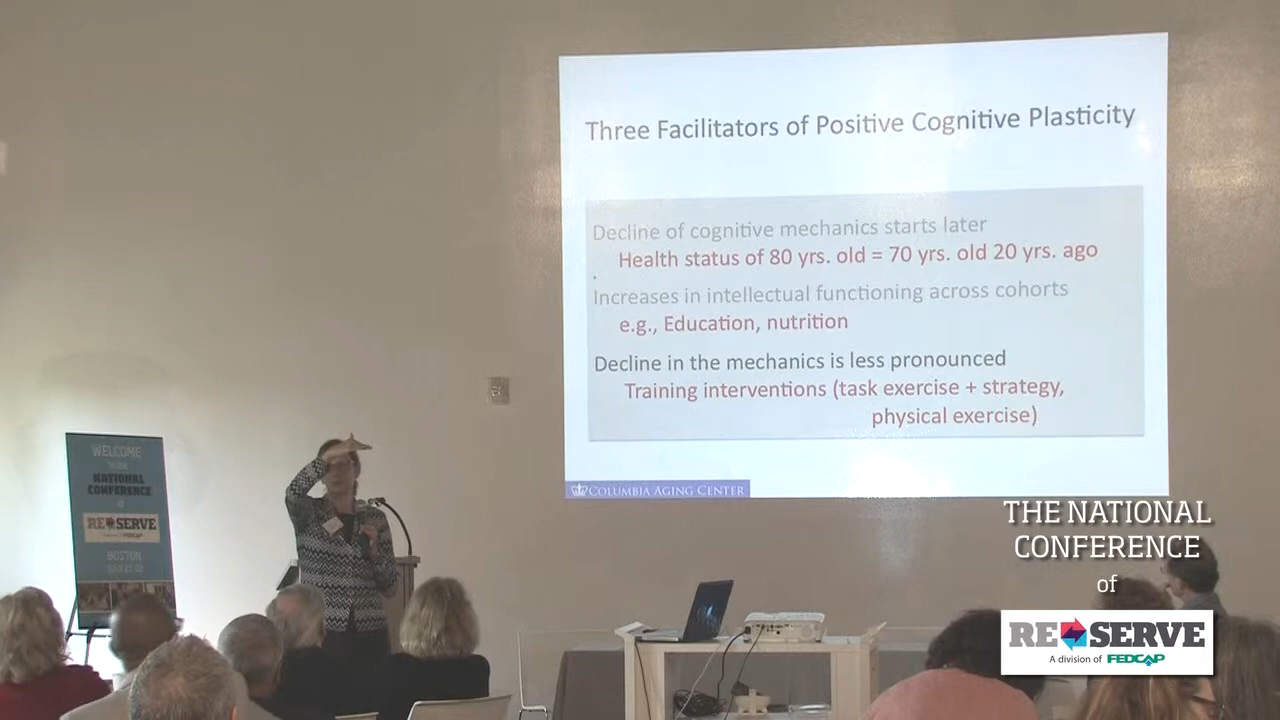 Three Facilitators of Positive Cognitive Plasticity
Decline of cognitive mechanics starts later
Health status of 80 yrs. old = 70 yrs. old 20 yrs. ago
Increases in intellectual functioning across cohorts
e.g., Education, nutrition
Decline in the mechanics is less pronounced
Training interventions (task exercise + strategy,
physical exercise)
COLUMBIA AGING CENTER
WELCOME
NATIONAL
CONFERENCE
of
RESERVE
BOSTON
THE NATIONAL
CONFERENCE
of
RESERVE
A division of FEDCAP